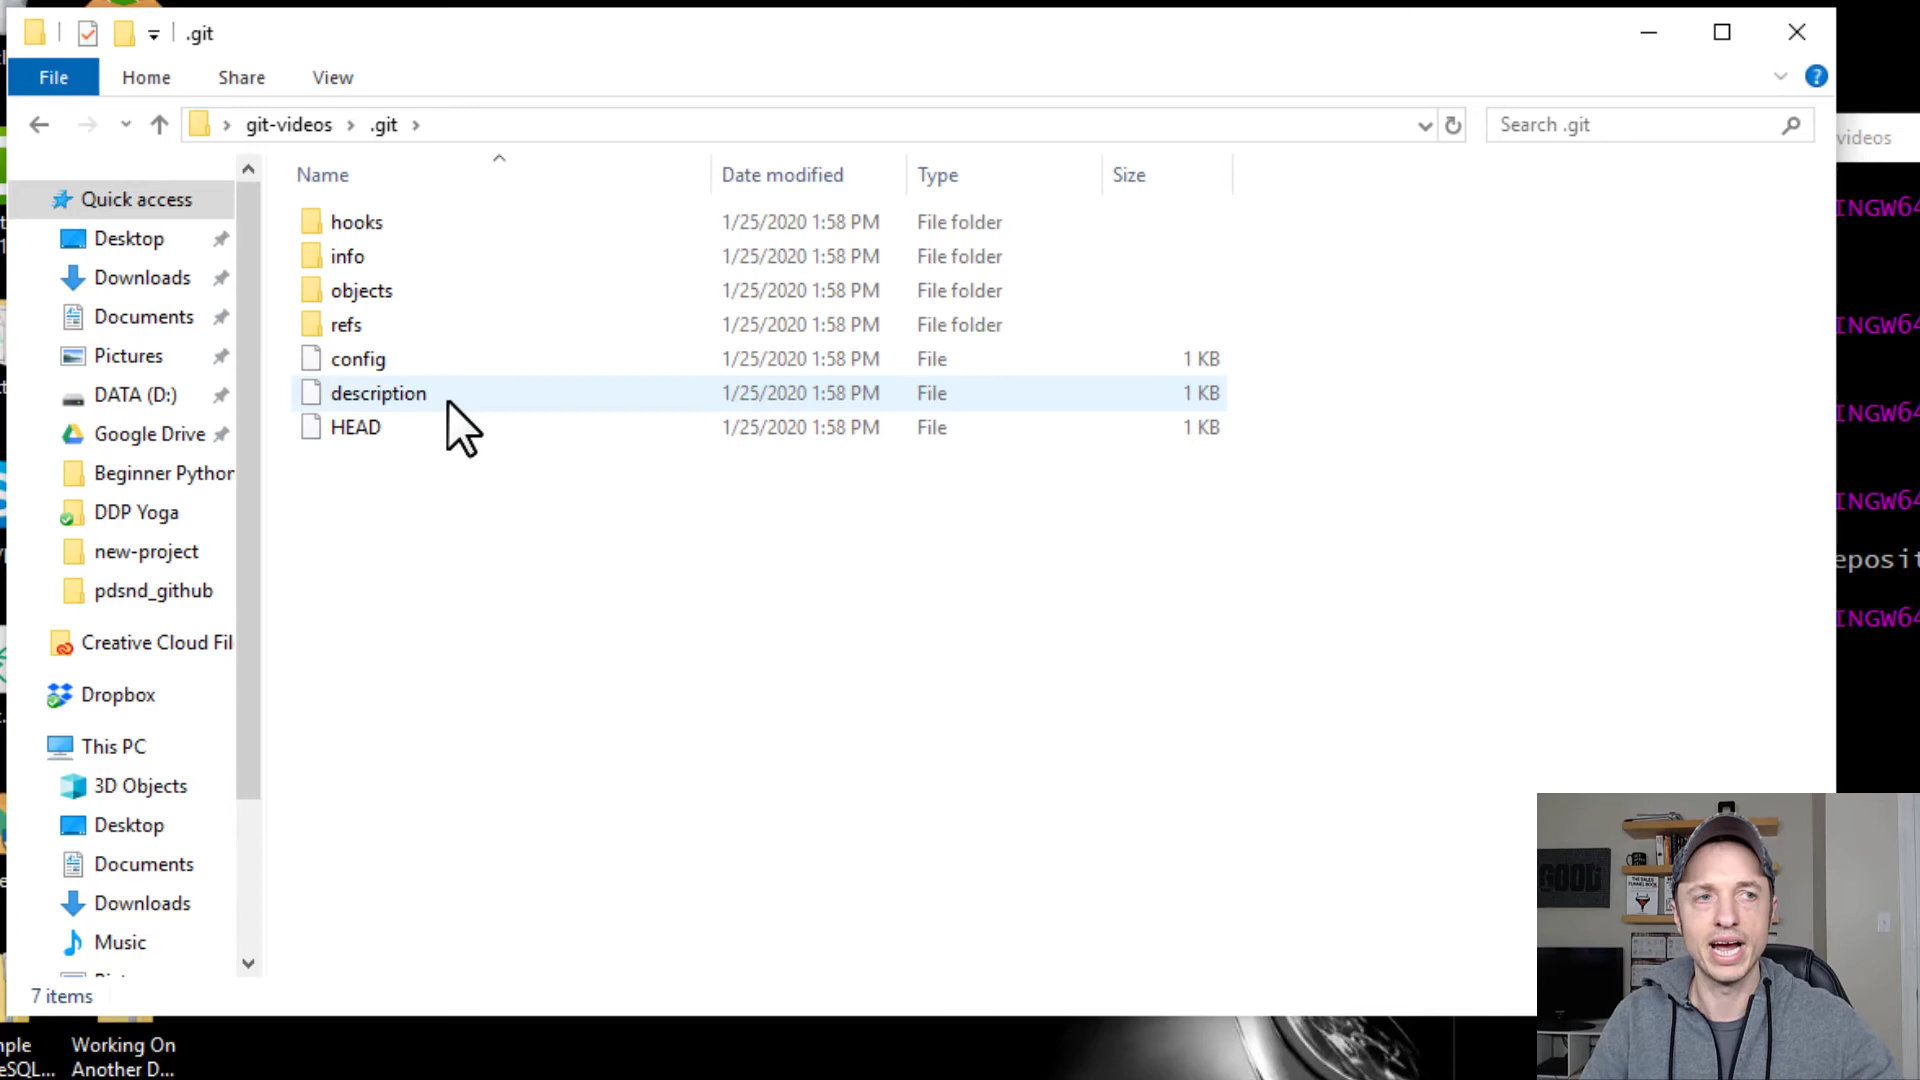 .git
File Home Share View
git-videos .git Search .git
Name Date modified Type Size
Quick access
Desktop
Downloads
Documents
Pictures
DATA (D:)
Google Drive
Beginner Python
DDP Yoga
new-project
pdsnd_github
Creative Cloud Fil
Dropbox
This PC
3D Objects
Desktop
Documents
Downloads
Music
hooks 1/25/2020 1:58 PM File folder
info 1/25/2020 1:58 PM File folder
objects 1/25/2020 1:58 PM File folder
refs 1/25/2020 1:58 PM File folder
config 1/25/2020 1:58 PM File 1 KB
description 1/25/2020 1:58 PM File 1 KB
HEAD 1/25/2020 1:58 PM File 1 KB
7 items
videos
INGW64
INGW64
INGW64
INGW64
eposit
INGW64
Working On
Another D...
eSQL...
GOOD